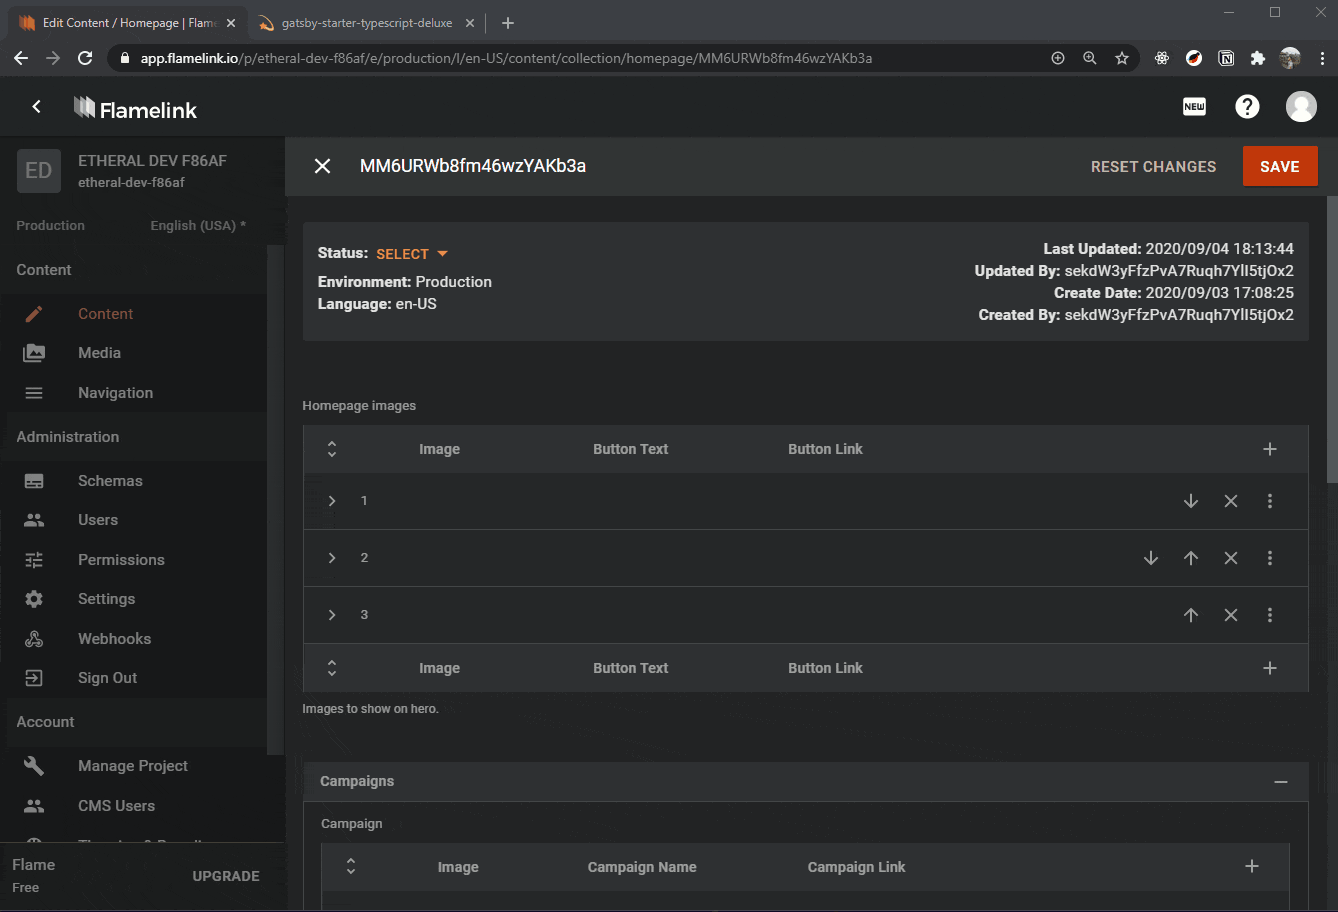 Edit Content / Homepage | Flame
gatsby-starter-typescript-deluxe
app.flamelink.io/p/etheral-dev-f86af/e/production/l/en-US/content/collection/homepage/MM6URWb8fm46wzYAKb3a
Flamelink
NEW
ED
ETHERAL DEV F86AF
etheral-dev-f86af
Production English (USA) *
Content
Content
Media
Navigation
Administration
Schemas
Users
Permissions
Settings
Webhooks
Sign Out
Account
Manage Project
CMS Users
Flame
Free
UPGRADE
MM6URWb8fm46wzYAKb3a
RESET CHANGES
SAVE
Status: SELECT
Environment: Production
Language: en-US
Last Updated: 2020/09/04 18:13:44
Updated By: sekdW3yFfzPvA7Ruqh7YlI5tjOx2
Create Date: 2020/09/03 17:08:25
Created By: sekdW3yFfzPvA7Ruqh7YlI5tjOx2
Homepage images
Image Button Text Button Link
1
2
3
Image Button Text Button Link
Images to show on hero.
Campaigns
Campaign
Image Campaign Name Campaign Link